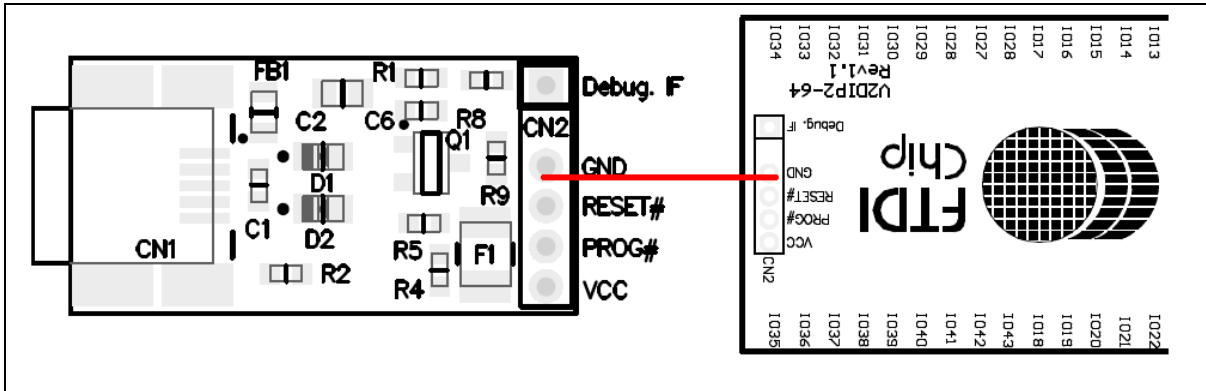 FB1
R1
Debug. IF
C2
C6
R8
CN2
Q1
GND
D1
R9
RESET#
C1
D2
R5
F1
PROG#
CN1
R2
R4
VCC
IO34
IO33
IO32
IO31
IO30
IO29
IO28
IO27
IO28
IO17
IO16
IO15
IO14
IO13
V2DIP2-64
Rev1.1
Debug. IF
GND
RESET#
PROG#
VCC
CN2
FTDI
Chip
IO35
IO36
IO37
IO38
IO39
IO40
IO41
IO42
IO43
IO18
IO19
IO20
IO21
IO22